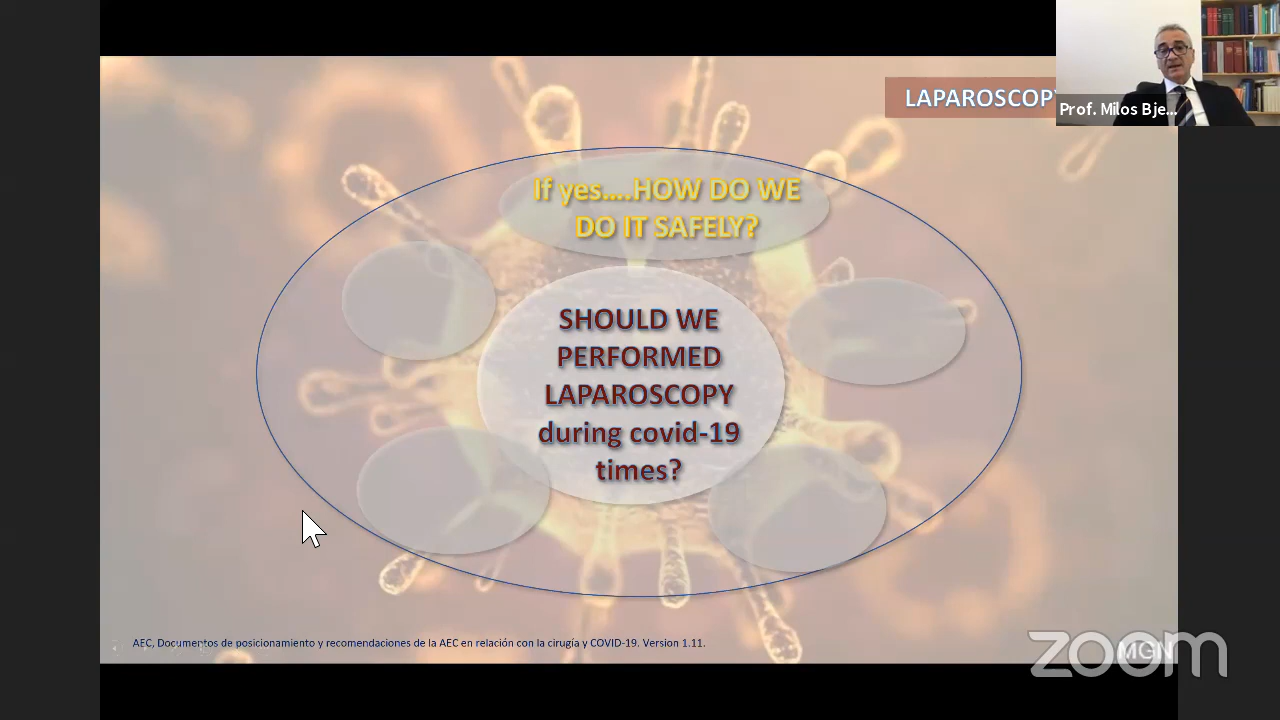 LAPAROSCOP
Prof. Milos Bje...
If yes....HOW DO WE
DO IT SAFELY?
SHOULD WE
PERFORMED
LAPAROSCOPY
during covid-19
times?
AEC, Documentos de posicionamiento y recomendaciones de la AEC en relación con la cirugía y COVID-19. Version 1.11.
MGN
zoom